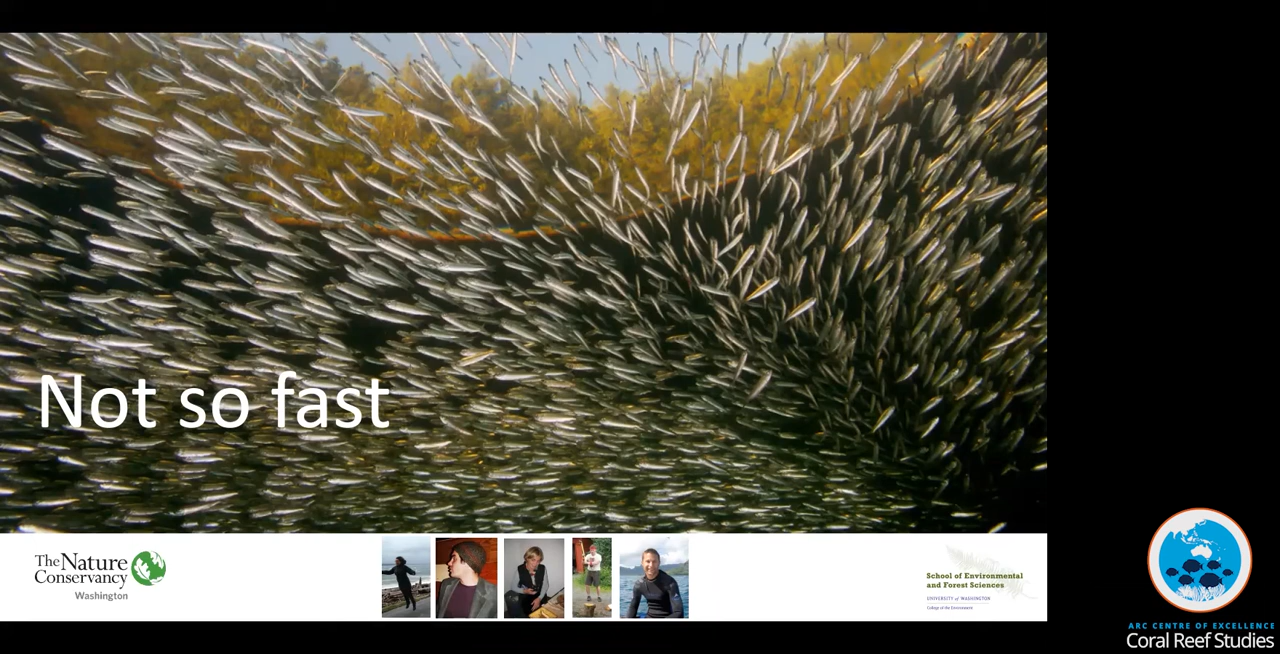 Not so fast
The Nature
Conservancy
Washington
School of Environmental
and Forest Sciences
UNIVERSITY of WASHINGTON
College of the Environment
ARC CENTRE OF EXCELLENCE
Coral Reef Studies